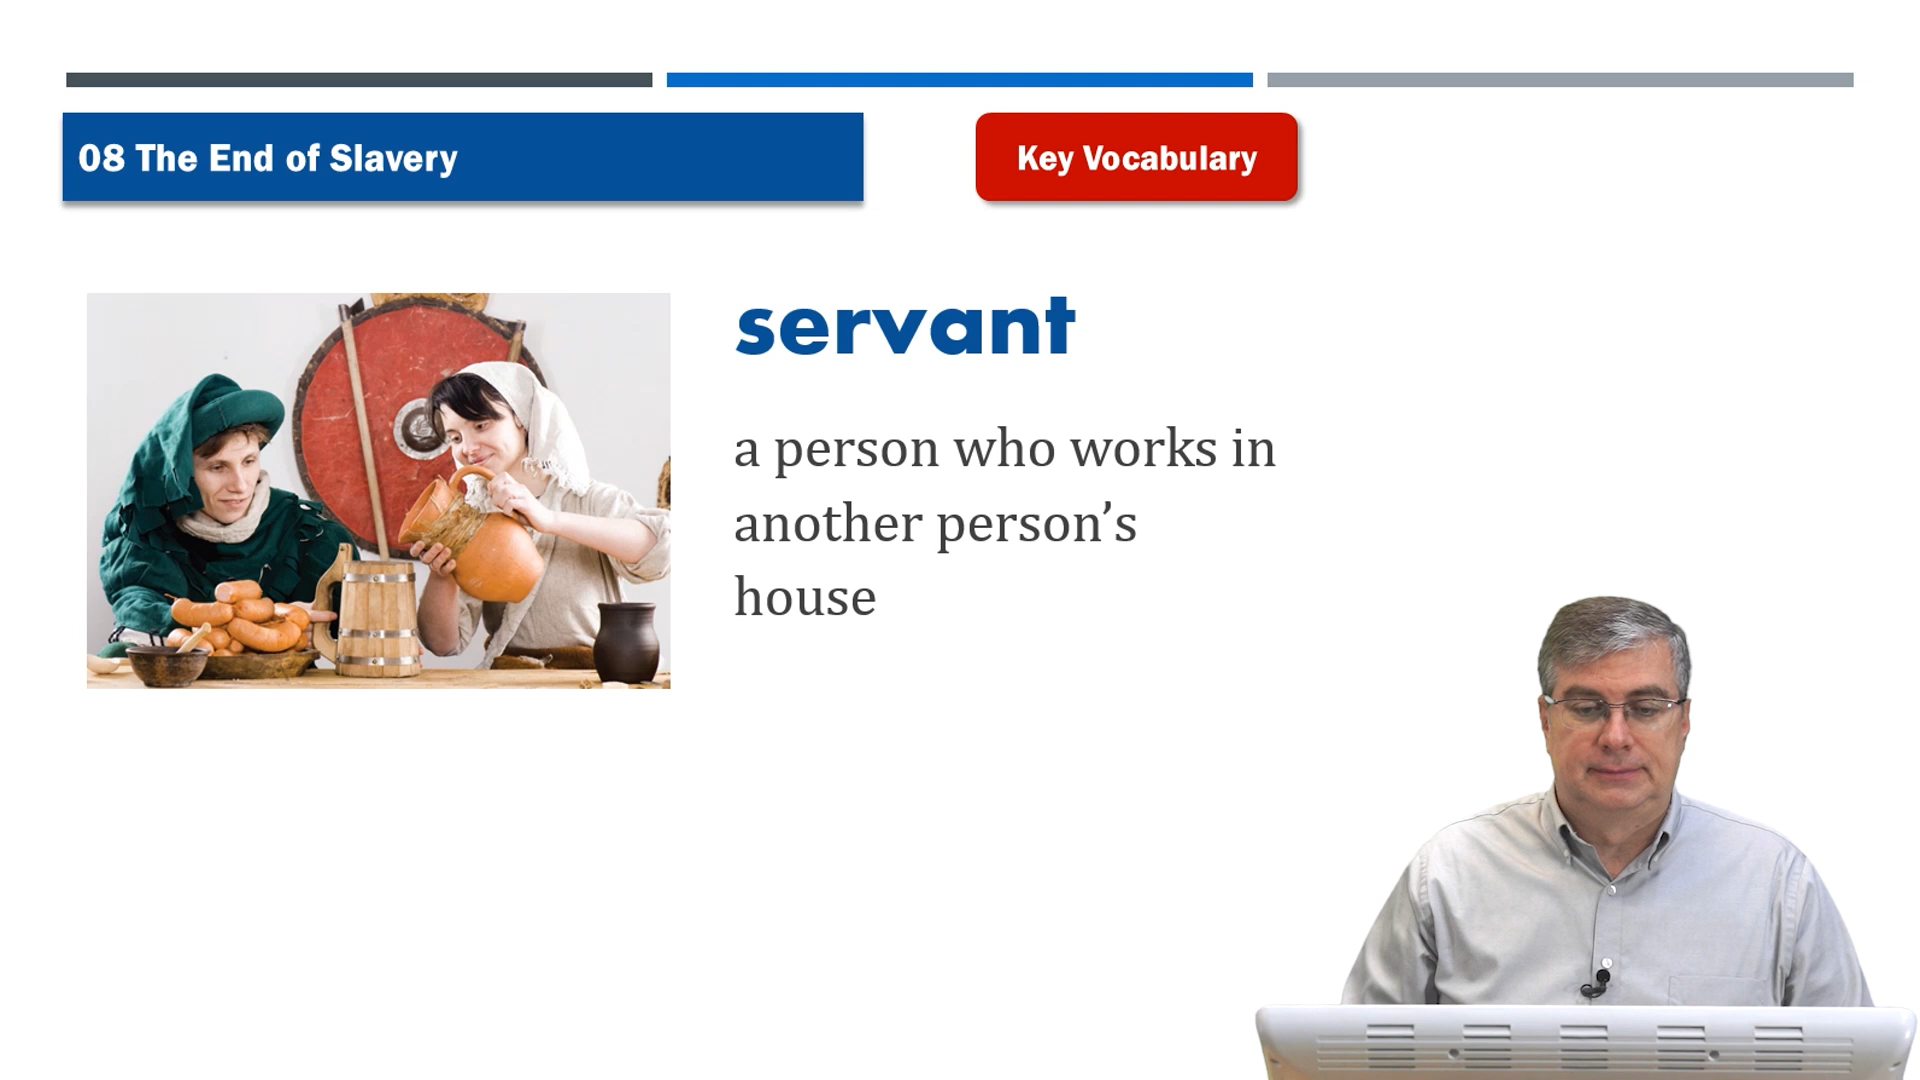 08 The End of Slavery
Key Vocabulary
servant
a person who works in
another person’s
house